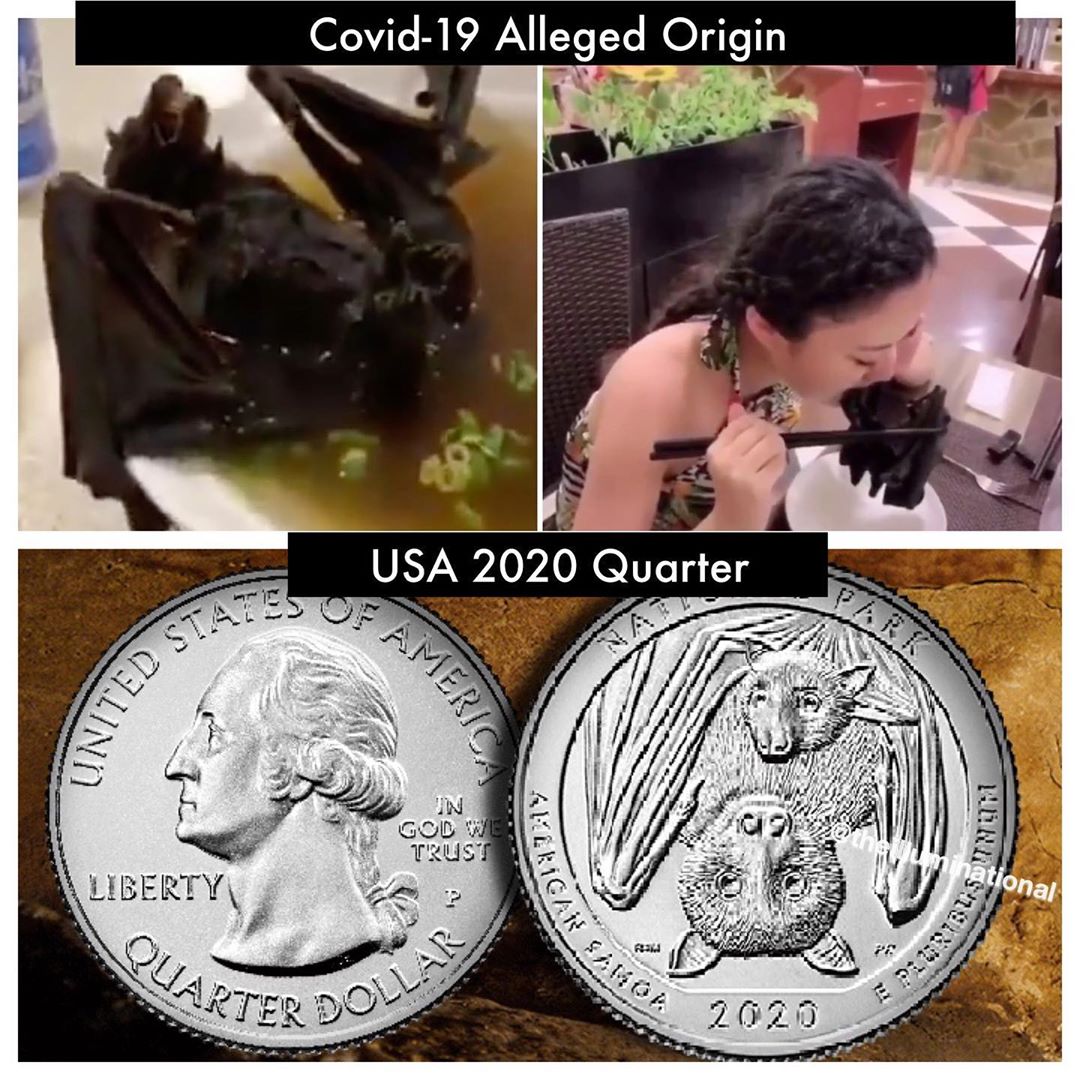 Covid-19 Alleged Origin
USA 2020 Quarter
UNITED STATES OF AMERICA
IN
GOD WE
TRUST
LIBERTY
P
QUARTER DOLLAR
PARK
AMERICAN SAMOA
2020
E PLURIBUS UNUM
@theilluminational